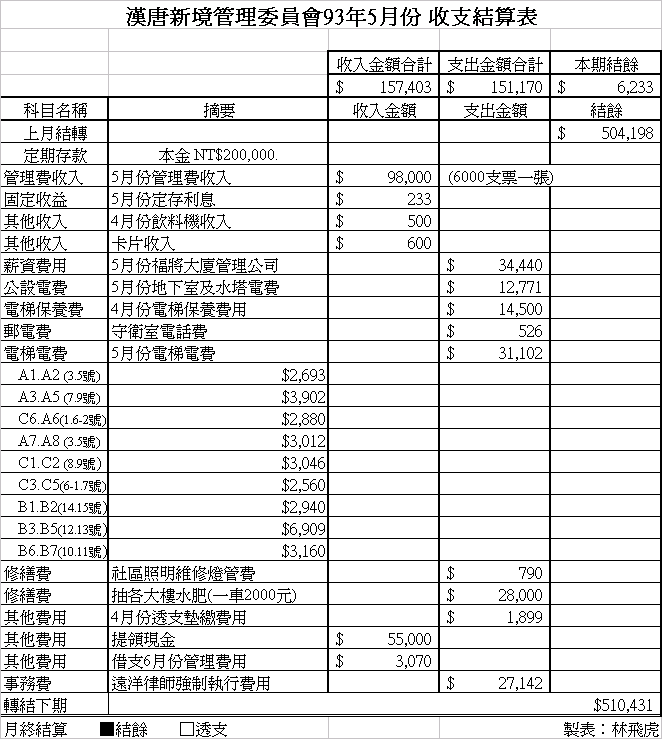 漢唐新境管理委員會93年5月份 收支結算表
收入金額合計 支出金額合計 本期結餘
$ 157,403 $ 151,170 $ 6,233
科目名稱 摘要 收入金額 支出金額 結餘
上月結轉 $ 504,198
定期存款 本金 NT$200,000.
管理費收入 5月份管理費收入 $ 98,000 (6000支票一張)
固定收益 5月份定存利息 $ 233
其他收入 4月份飲料機收入 $ 500
其他收入 卡片收入 $ 600
薪資費用 5月份福將大廈管理公司 $ 34,440
公設電費 5月份地下室及水塔電費 $ 12,771
電梯保養費 4月份電梯保養費用 $ 14,500
郵電費 守衛室電話費 $ 526
電梯電費 5月份電梯電費 $ 31,102
A1.A2 (3.5號) $2,693
A3.A5 (7.9號) $3,902
C6.A6(1.6-2號) $2,880
A7.A8 (3.5號) $3,012
C1.C2 (8.9號) $3,046
C3.C5(6-1.7號) $2,560
B1.B2(14.15號) $2,940
B3.B5(12.13號) $6,909
B6.B7(10.11號) $3,160
修繕費 社區照明維修燈管費 $ 790
修繕費 抽各大樓水肥(一車2000元) $ 28,000
其他費用 4月份透支墊繳費用 $ 1,899
其他費用 提領現金 $ 55,000
其他費用 借支6月份管理費用 $ 3,070
事務費 遠洋律師強制執行費用 $ 27,142
轉結下期 $510,431
月終結算 ■結餘 □透支 製表：林飛虎